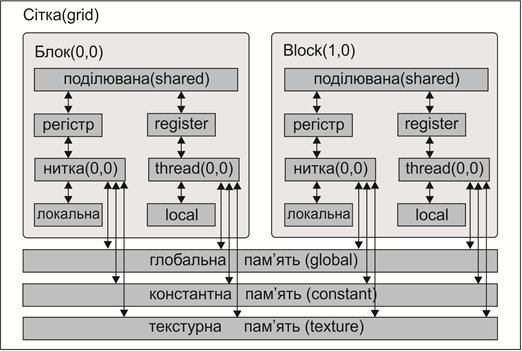 Сітка(grid)
Блок(0,0)
поділювана(shared)
регістр register
нитка(0,0) thread(0,0)
локальна local
Block(1,0)
поділювана(shared)
регістр register
нитка(0,0) thread(0,0)
локальна local
глобальна пам'ять (global)
константна пам'ять (constant)
текстурна пам'ять (texture)